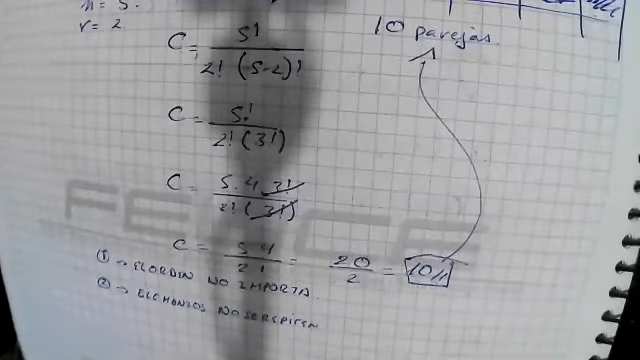 n = 5.
r = 2
10 parejas
C = 5! / 2! (5-2)!
C = 5! / 2! (3!)
C = 5.4 3! / 2! (3!)
C = 5 4 / 2! = 20 / 2 = 10
① → EL ORDEN NO IMPORTA.
② → ELEMENTOS NO SE REPITEN